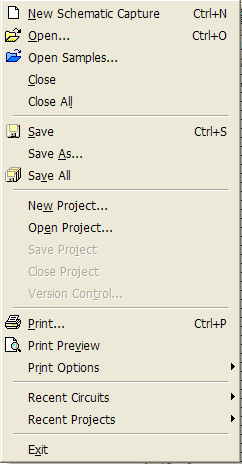 New Schematic Capture Ctrl+N
Open... Ctrl+O
Open Samples...
Close
Close All
Save Ctrl+S
Save As...
Save All
New Project...
Open Project...
Save Project
Close Project
Version Control...
Print... Ctrl+P
Print Preview
Print Options
Recent Circuits
Recent Projects
Exit